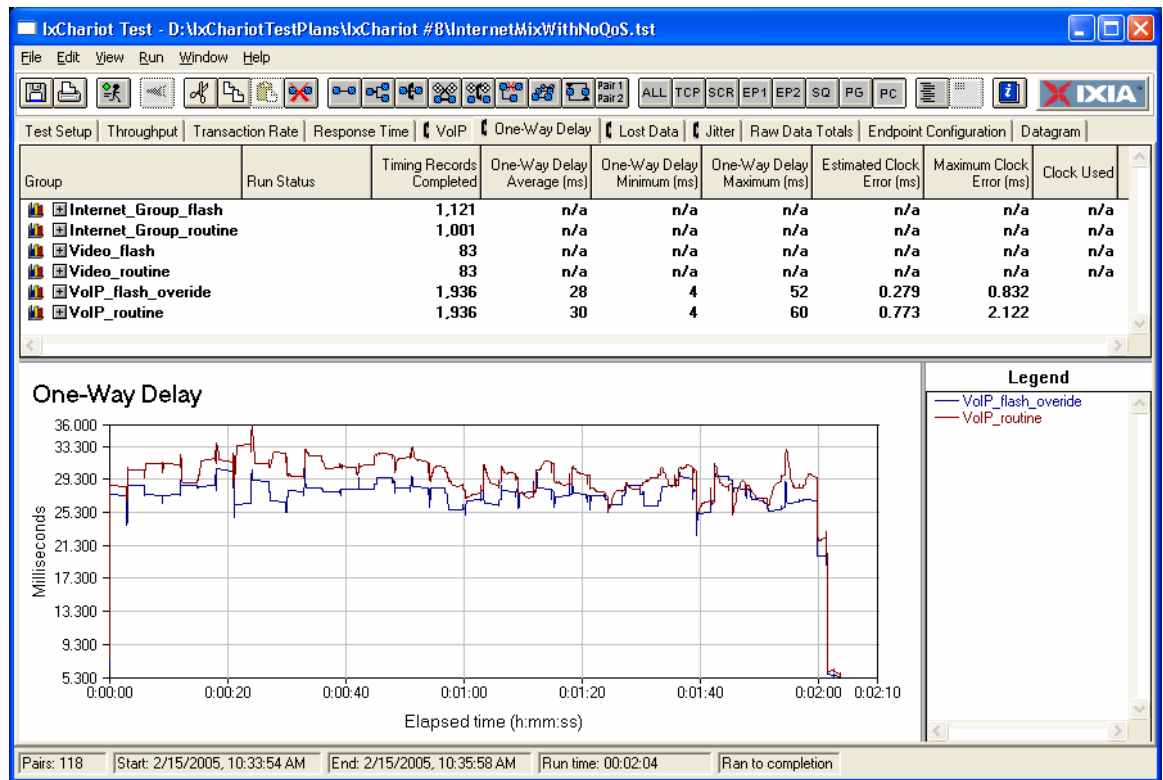 IxChariot Test - D:\IxChariotTestPlans\IxChariot #8\InternetMixWithNoQoS.tst
File Edit View Run Window Help
Pair 1 Pair 2 ALL TCP SCR EP1 EP2 SQ PG PC IXIA
Test Setup Throughput Transaction Rate Response Time VoIP One-Way Delay Lost Data Jitter Raw Data Totals Endpoint Configuration Datagram
Group Run Status Timing Records Completed One-Way Delay Average (ms) One-Way Delay Minimum (ms) One-Way Delay Maximum (ms) Estimated Clock Error (ms) Maximum Clock Error (ms) Clock Used
Internet_Group_flash 1,121 n/a n/a n/a n/a n/a n/a
Internet_Group_routine 1,001 n/a n/a n/a n/a n/a n/a
Video_flash 83 n/a n/a n/a n/a n/a n/a
Video_routine 83 n/a n/a n/a n/a n/a n/a
VoIP_flash_overide 1,936 28 4 52 0.279 0.832
VoIP_routine 1,936 30 4 60 0.773 2.122
One-Way Delay
36.000
33.300
29.300
25.300
21.300
17.300
13.300
9.300
5.300
Milliseconds
0:00:00 0:00:20 0:00:40 0:01:00 0:01:20 0:01:40 0:02:00 0:02:10
Elapsed time (h:mm:ss)
Legend
VoIP_flash_overide
VoIP_routine
Pairs: 118 Start: 2/15/2005, 10:33:54 AM End: 2/15/2005, 10:35:58 AM Run time: 00:02:04 Ran to completion